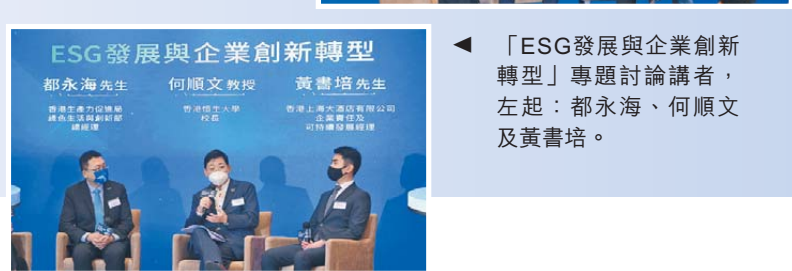 ESG發展與企業創新轉型
都永海先生
何順文教授
黃書培先生
香港生產力促進局
綠色生活與創新部
總經理
香港恒生大學
校長
香港上海大酒店有限公司
企業責任及
可持續發展經理
◀ 「ESG發展與企業創新
轉型」專題討論講者，
左起：都永海、何順文
及黃書培。